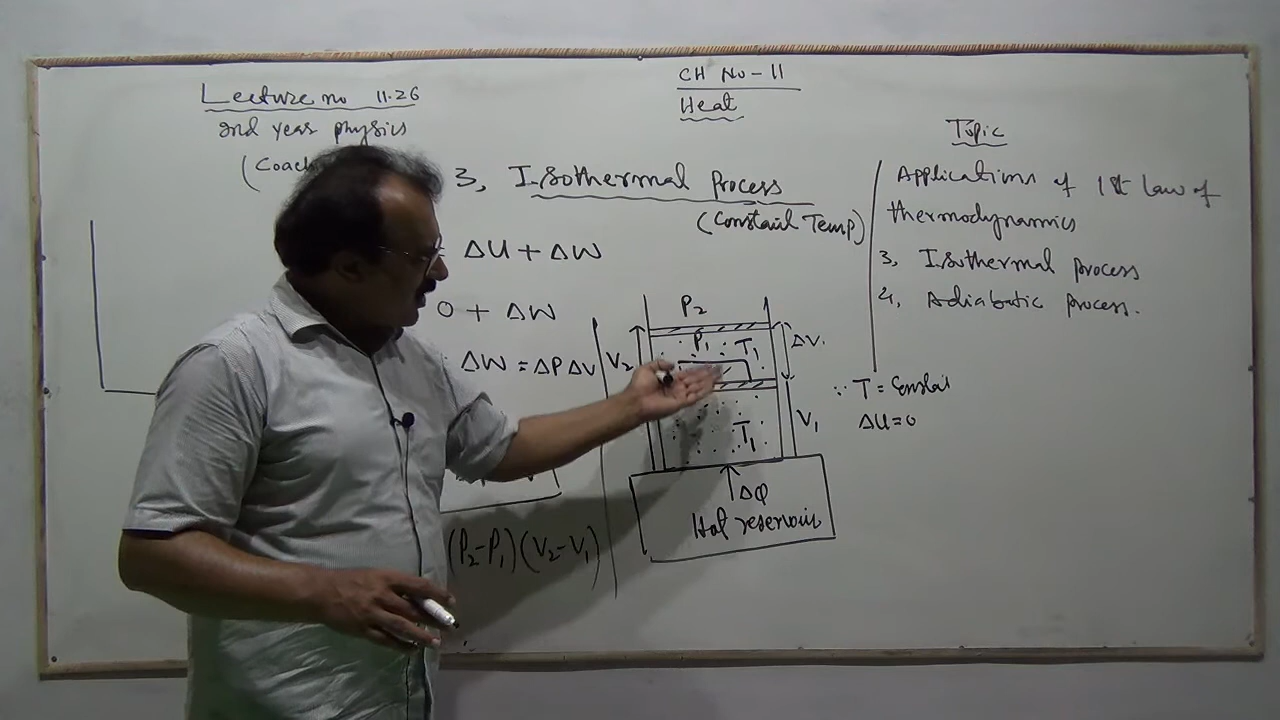 Lecture no 11.26
2nd year physics
(Coach
CH No - 11
Heat
3, Isothermal process
(Constant Temp)
ΔU + ΔW
0 + ΔW
ΔW = ΔP ΔV
(P2-P1)(V2-V1)
P2
P1 T1
ΔV
V2
T1
V1
ΔQ
Hot reservoir
Topic
Applications of 1st Law of
thermodynamics
3, Isothermal process
4, Adiabatic process.
∵ T = Constant
ΔU = 0